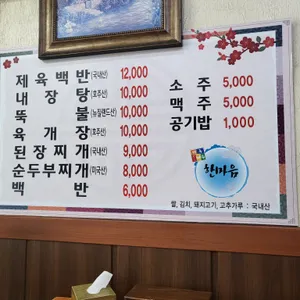 제육백반(국내산) 12,000
내장탕(호주산) 10,000
뚝불(뉴질랜드산) 10,000
육개장(호주산) 10,000
된장찌개(국내산) 9,000
순두부찌개(미국산) 8,000
백반 6,000
소주 5,000
맥주 5,000
공기밥 1,000
한마음
쌀, 김치, 돼지고기, 고추가루 : 국내산